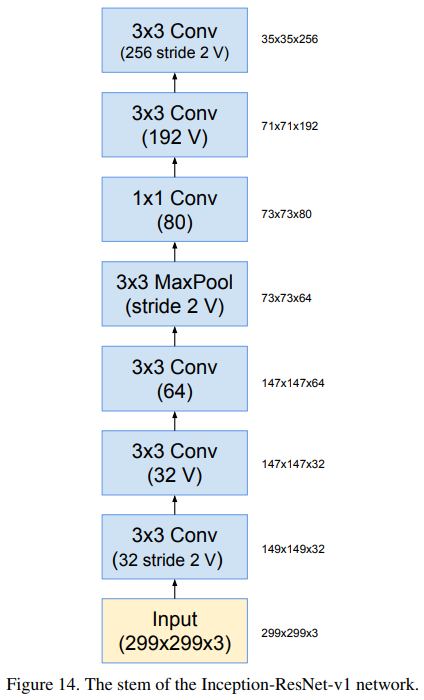 3x3 Conv
(256 stride 2 V)
35x35x256
3x3 Conv
(192 V)
71x71x192
1x1 Conv
(80)
73x73x80
3x3 MaxPool
(stride 2 V)
73x73x64
3x3 Conv
(64)
147x147x64
3x3 Conv
(32 V)
147x147x32
3x3 Conv
(32 stride 2 V)
149x149x32
Input
(299x299x3)
299x299x3
Figure 14. The stem of the Inception-ResNet-v1 network.